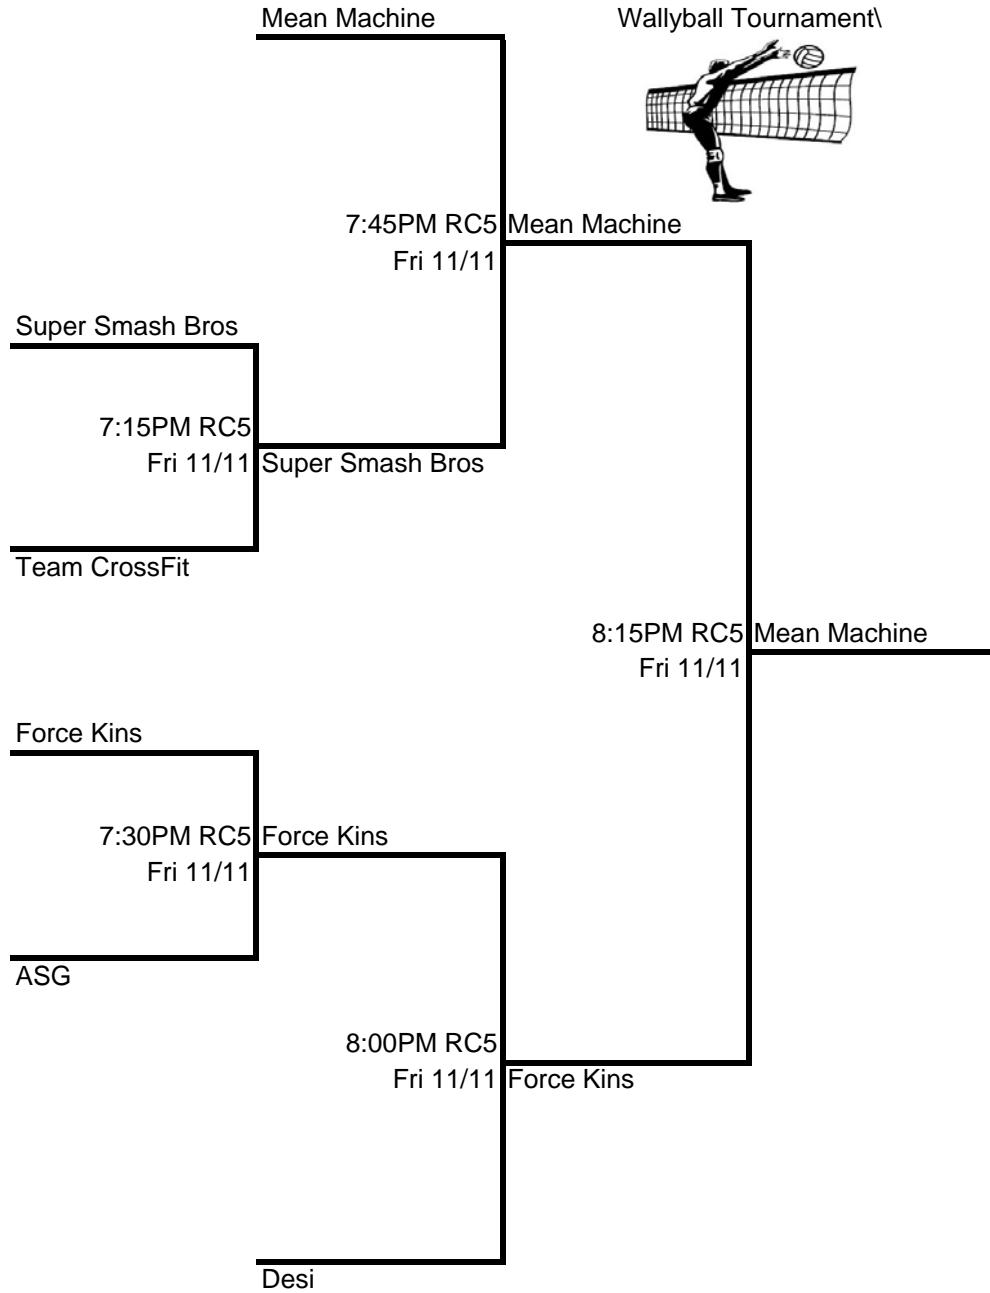 Mean Machine
Wallyball Tournament\
7:45PM RC5 Mean Machine
Fri 11/11
Super Smash Bros
7:15PM RC5
Fri 11/11 Super Smash Bros
Team CrossFit
8:15PM RC5 Mean Machine
Fri 11/11
Force Kins
7:30PM RC5 Force Kins
Fri 11/11
ASG
8:00PM RC5
Fri 11/11 Force Kins
Desi